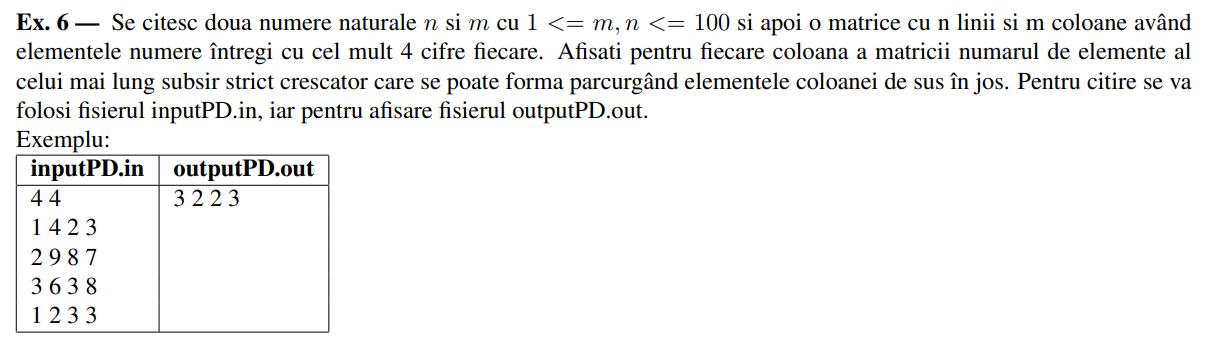 Ex. 6 — Se citesc doua numere naturale n si m cu 1 <= m, n <= 100 si apoi o matrice cu n linii si m coloane având
elementele numere întregi cu cel mult 4 cifre fiecare. Afisati pentru fiecare coloana a matricii numarul de elemente al
celui mai lung subsir strict crescator care se poate forma parcurgând elementele coloanei de sus în jos. Pentru citire se va
folosi fisierul inputPD.in, iar pentru afisare fisierul outputPD.out.
Exemplu:
inputPD.in outputPD.out
4 4 3 2 2 3
1 4 2 3
2 9 8 7
3 6 3 8
1 2 3 3